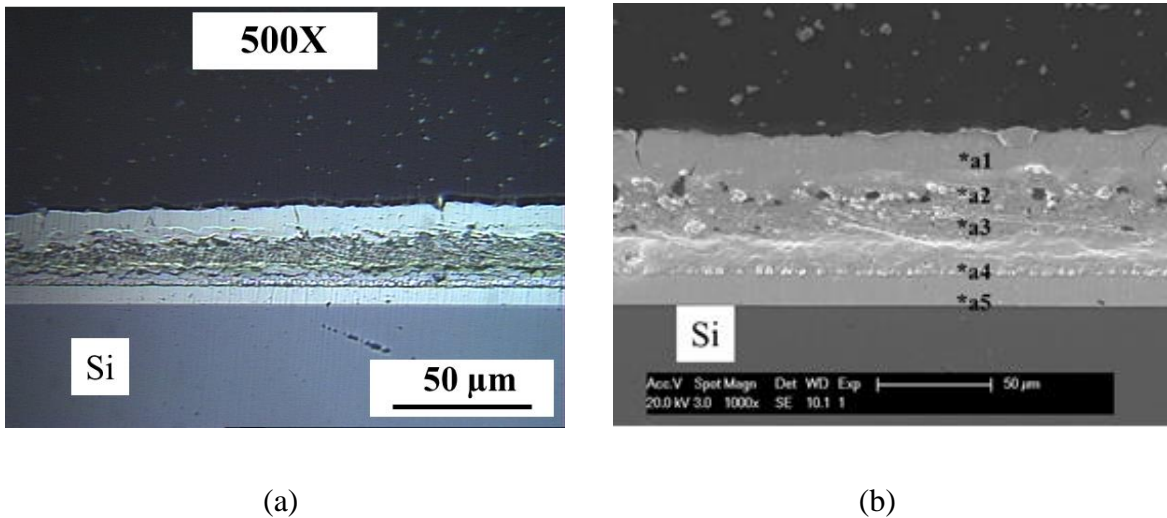 500X
Si
50 µm
(a)
*a1
*a2
*a3
*a4
*a5
Si
Acc.V Spot Magn Det WD Exp 50 µm
20.0 kV 3.0 1000x SE 10.1 1
(b)